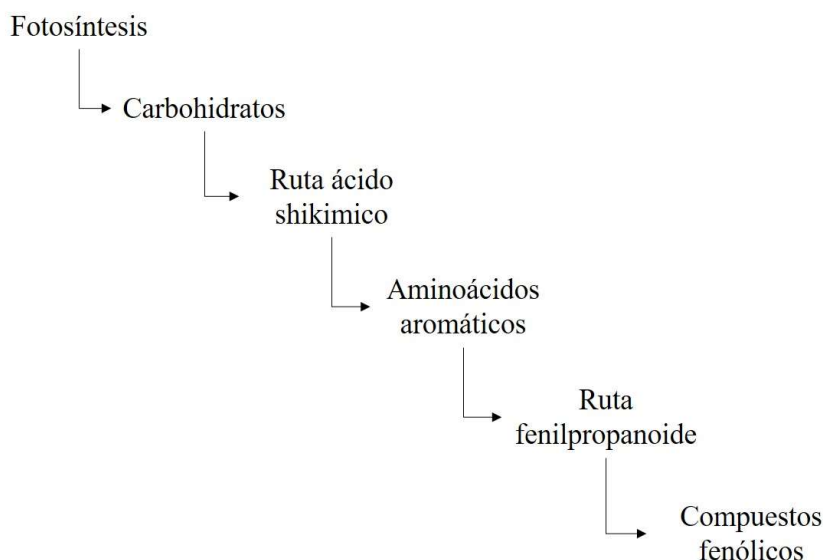 Fotosíntesis
Carbohidratos
Ruta ácido
shikimico
Aminoácidos
aromáticos
Ruta
fenilpropanoide
Compuestos
fenólicos